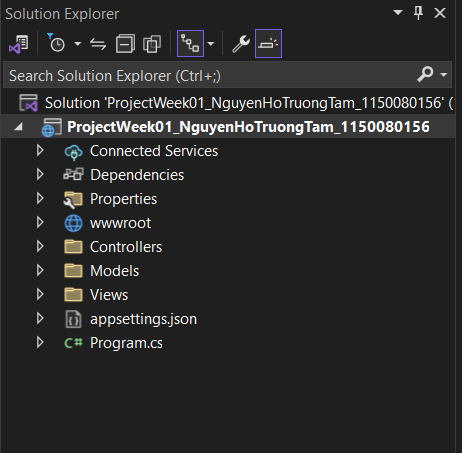 Solution Explorer
Search Solution Explorer (Ctrl+;)
Solution 'ProjectWeek01_NguyenHoTruongTam_1150080156' (
ProjectWeek01_NguyenHoTruongTam_1150080156
Connected Services
Dependencies
Properties
wwwroot
Controllers
Models
Views
appsettings.json
C# Program.cs